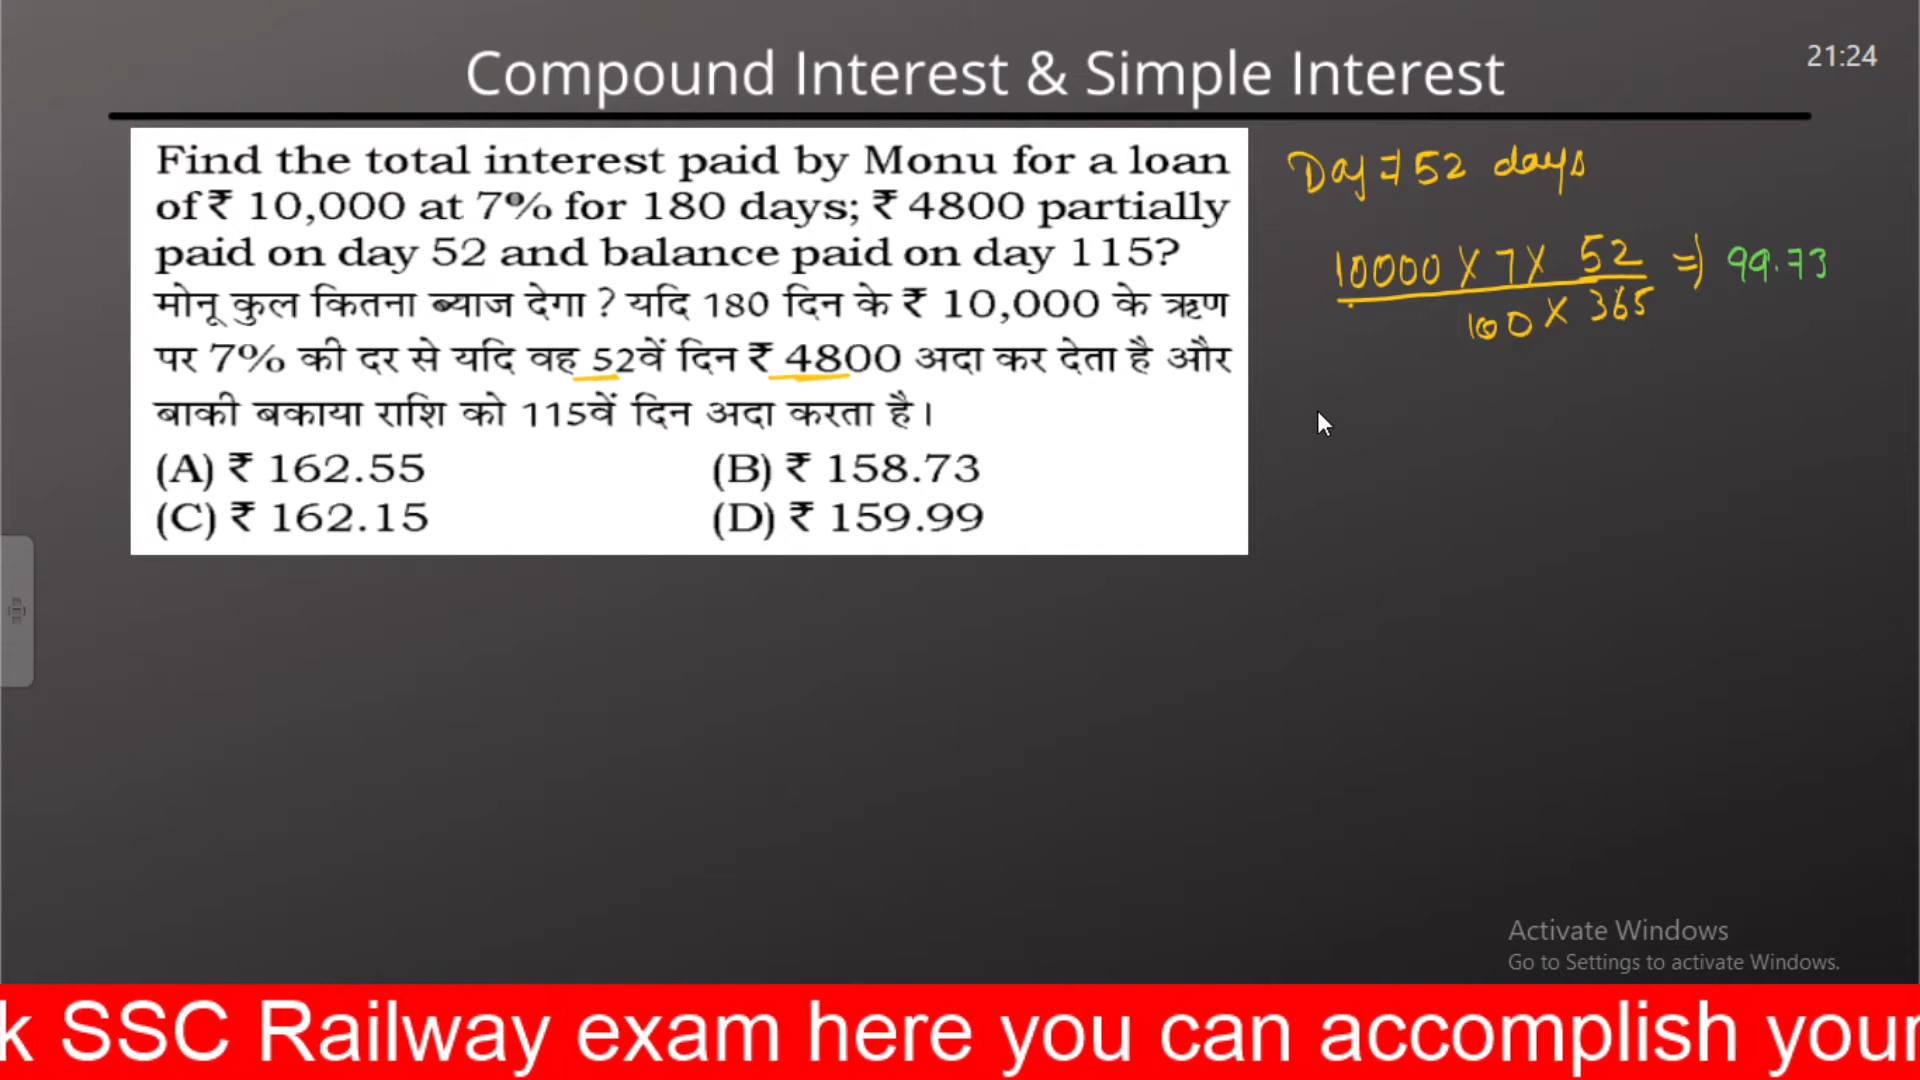 Compound Interest & Simple Interest
21:24
Find the total interest paid by Monu for a loan
of ₹ 10,000 at 7% for 180 days; ₹ 4800 partially
paid on day 52 and balance paid on day 115?
मोनू कुल कितना ब्याज देगा ? यदि 180 दिन के ₹ 10,000 के ऋण
पर 7% की दर से यदि वह 52वें दिन ₹ 4800 अदा कर देता है और
बाकी बकाया राशि को 115वें दिन अदा करता है।
(A) ₹ 162.55 (B) ₹ 158.73
(C) ₹ 162.15 (D) ₹ 159.99
Day ⇒ 52 days
10000 × 7 × 52 ⇒ 99.73
100 × 365
Activate Windows
Go to Settings to activate Windows.
k SSC Railway exam here you can accomplish your